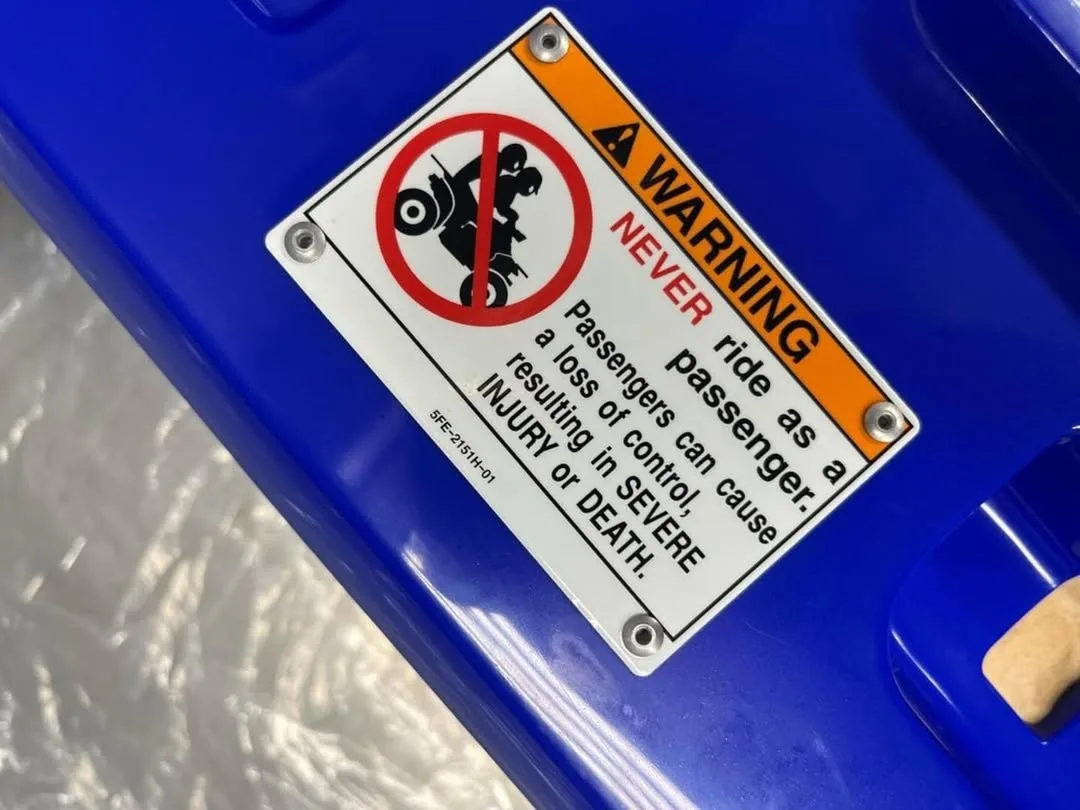 WARNING
NEVER ride as a
passenger.
Passengers can cause
a loss of control,
resulting in SEVERE
INJURY or DEATH.
5FE-2151H-01